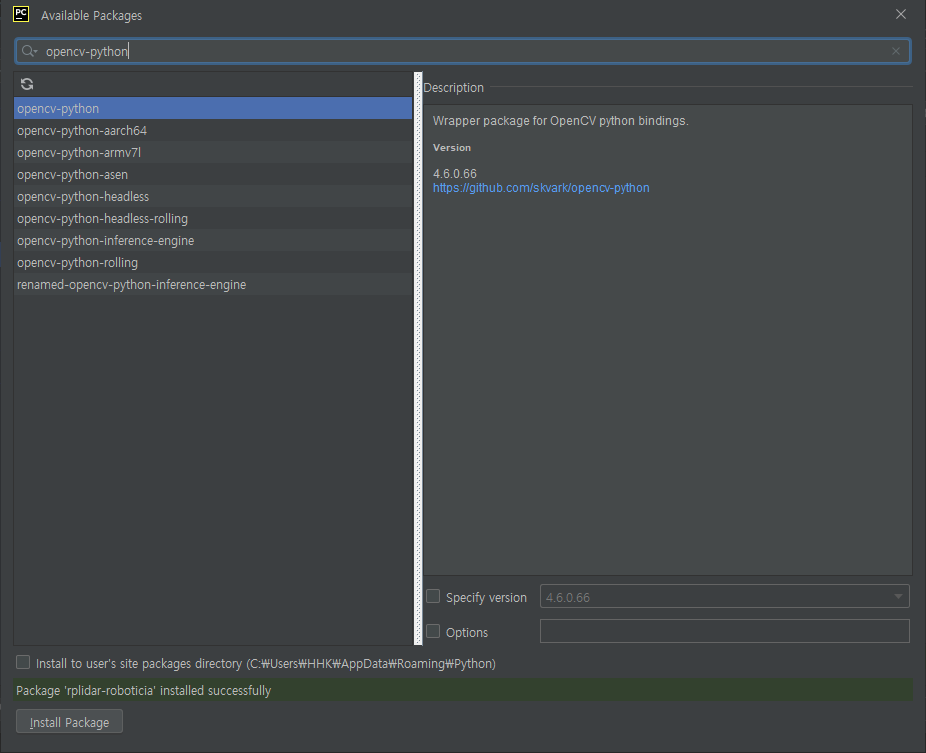 PC
Available Packages
opencv-python
opencv-python
opencv-python-aarch64
opencv-python-armv7l
opencv-python-asen
opencv-python-headless
opencv-python-headless-rolling
opencv-python-inference-engine
opencv-python-rolling
renamed-opencv-python-inference-engine
Description
Wrapper package for OpenCV python bindings.
Version
4.6.0.66
https://github.com/skvark/opencv-python
Specify version
4.6.0.66
Options
Install to user's site packages directory (C:₩Users₩HHK₩AppData₩Roaming₩Python)
Package 'rplidar-roboticia' installed successfully
Install Package